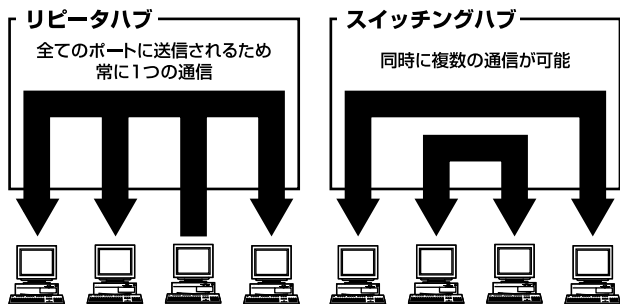 リピータハブ
全てのポートに送信されるため
常に1つの通信
スイッチングハブ
同時に複数の通信が可能